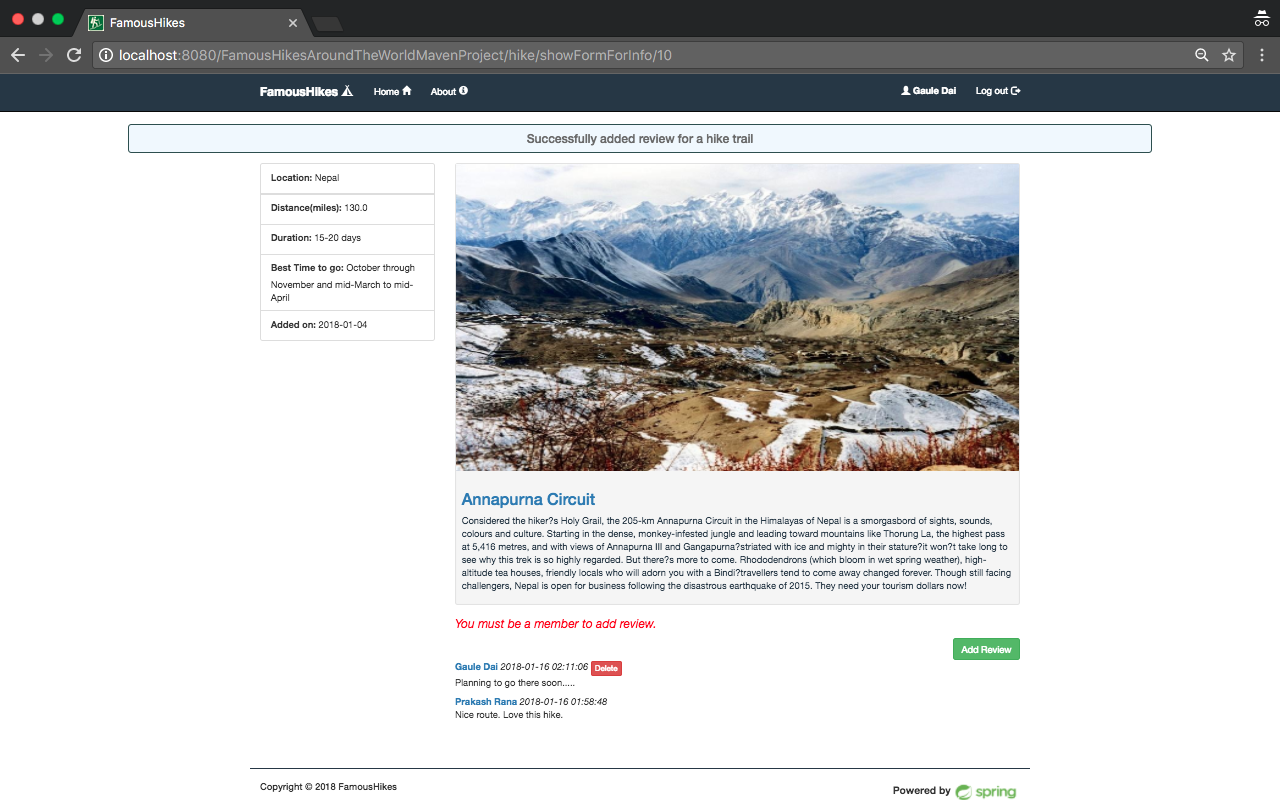 FamousHikes
localhost:8080/FamousHikesAroundTheWorldMavenProject/hike/showFormForInfo/10
FamousHikes Home About Gaule Dai Log out
Successfully added review for a hike trail
Location: Nepal
Distance(miles): 130.0
Duration: 15-20 days
Best Time to go: October through
November and mid-March to mid-
April
Added on: 2018-01-04
Annapurna Circuit
Considered the hiker?s Holy Grail, the 205-km Annapurna Circuit in the Himalayas of Nepal is a smorgasbord of sights, sounds,
colours and culture. Starting in the dense, monkey-infested jungle and leading toward mountains like Thorung La, the highest pass
at 5,416 metres, and with views of Annapurna III and Gangapurna?striated with ice and mighty in their stature?it won?t take long to
see why this trek is so highly regarded. But there?s more to come. Rhododendrons (which bloom in wet spring weather), high-
altitude tea houses, friendly locals who will adorn you with a Bindi?travellers tend to come away changed forever. Though still facing
challengers, Nepal is open for business following the disastrous earthquake of 2015. They need your tourism dollars now!
You must be a member to add review.
Add Review
Gaule Dai 2018-01-16 02:11:06 Delete
Planning to go there soon.....
Prakash Rana 2018-01-16 01:58:48
Nice route. Love this hike.
Copyright © 2018 FamousHikes
Powered by spring